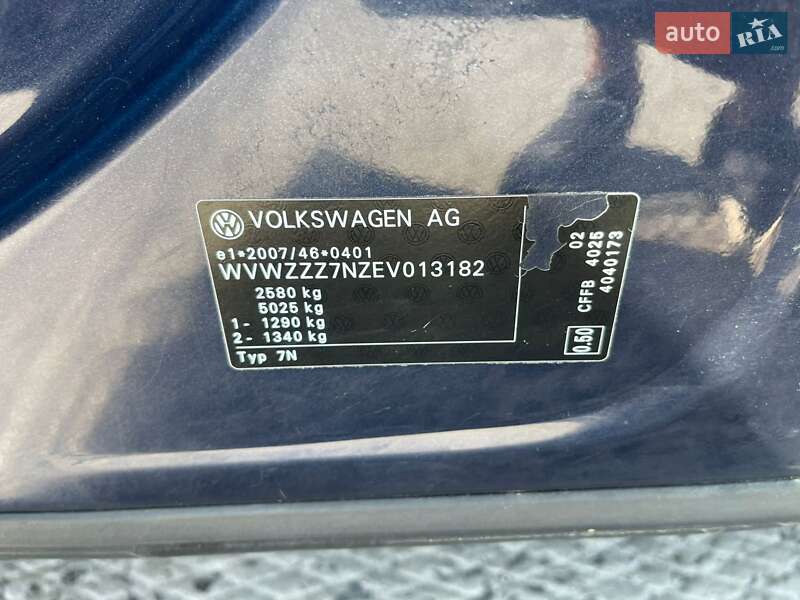 auto RIA
.com
VOLKSWAGEN AG
e1*2007/46*0401
WVWZZZ7NZEV013182
2580 kg
5025 kg
1- 1290 kg
2- 1340 kg
Typ 7N
02
CFFB 4025
4040173
0.50